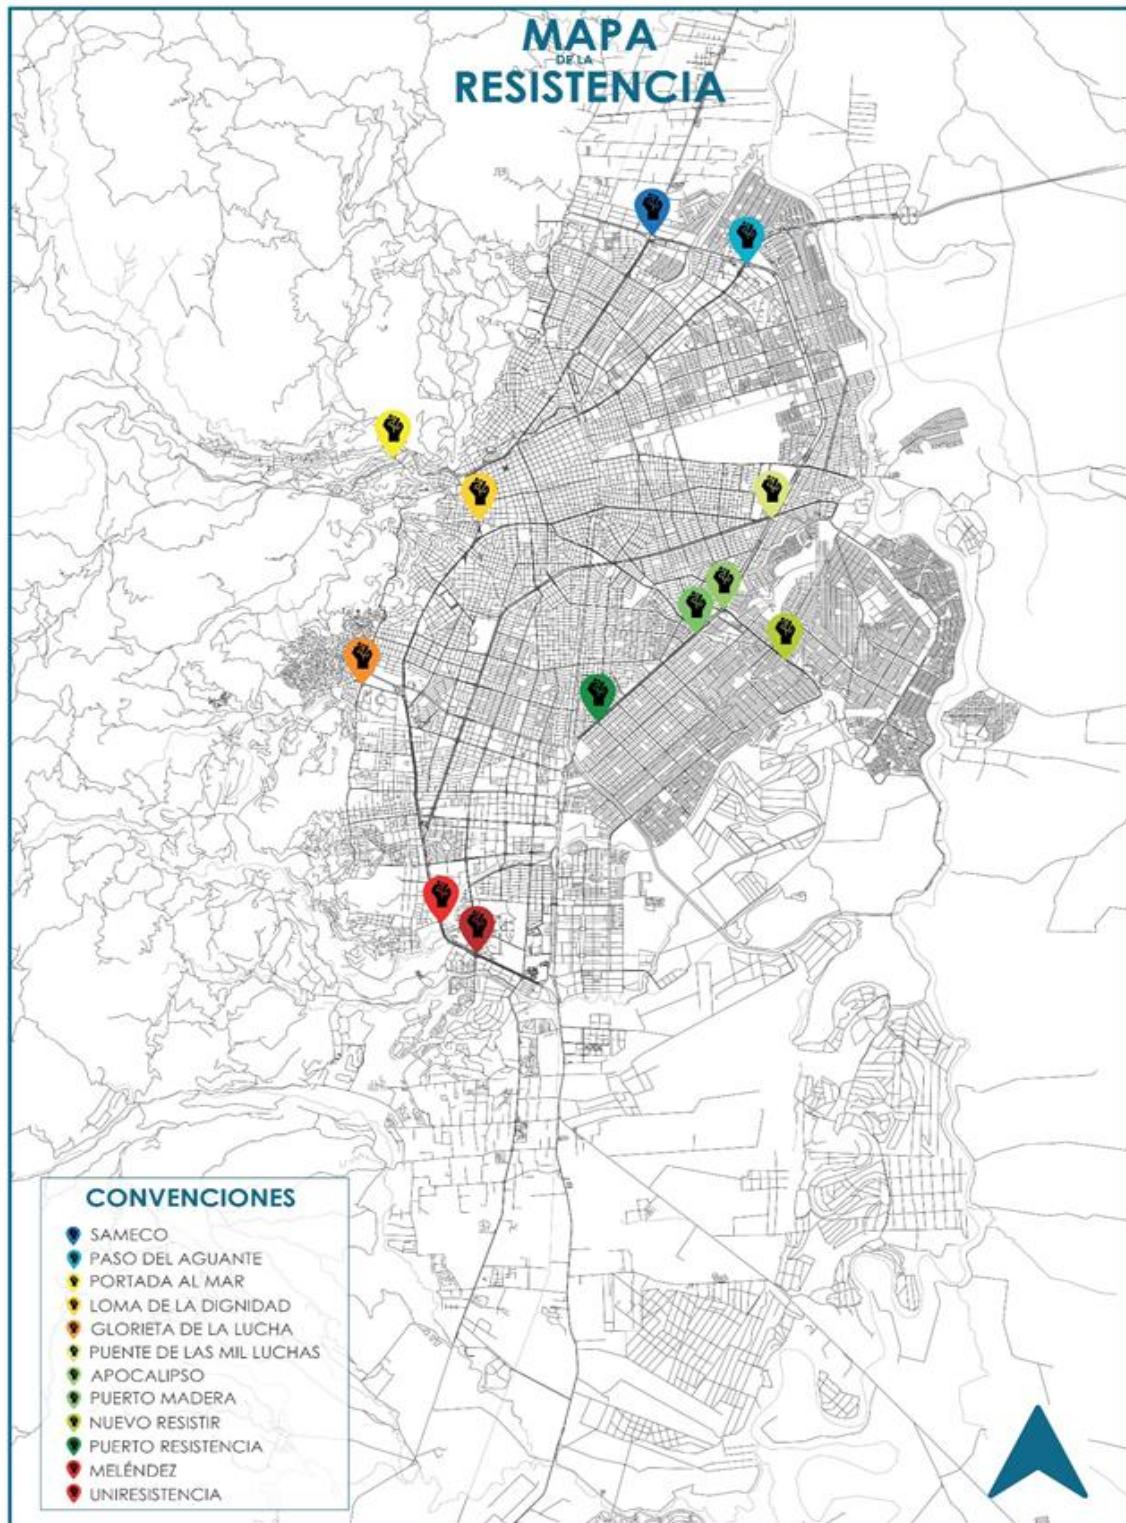 MAPA
DE LA
RESISTENCIA
CONVENCIONES
SAMECO
PASO DEL AGUANTE
PORTADA AL MAR
LOMA DE LA DIGNIDAD
GLORIETA DE LA LUCHA
PUENTE DE LAS MIL LUCHAS
APOCALIPSO
PUERTO MADERA
NUEVO RESISTIR
PUERTO RESISTENCIA
MELÉNDEZ
UNIRESISTENCIA